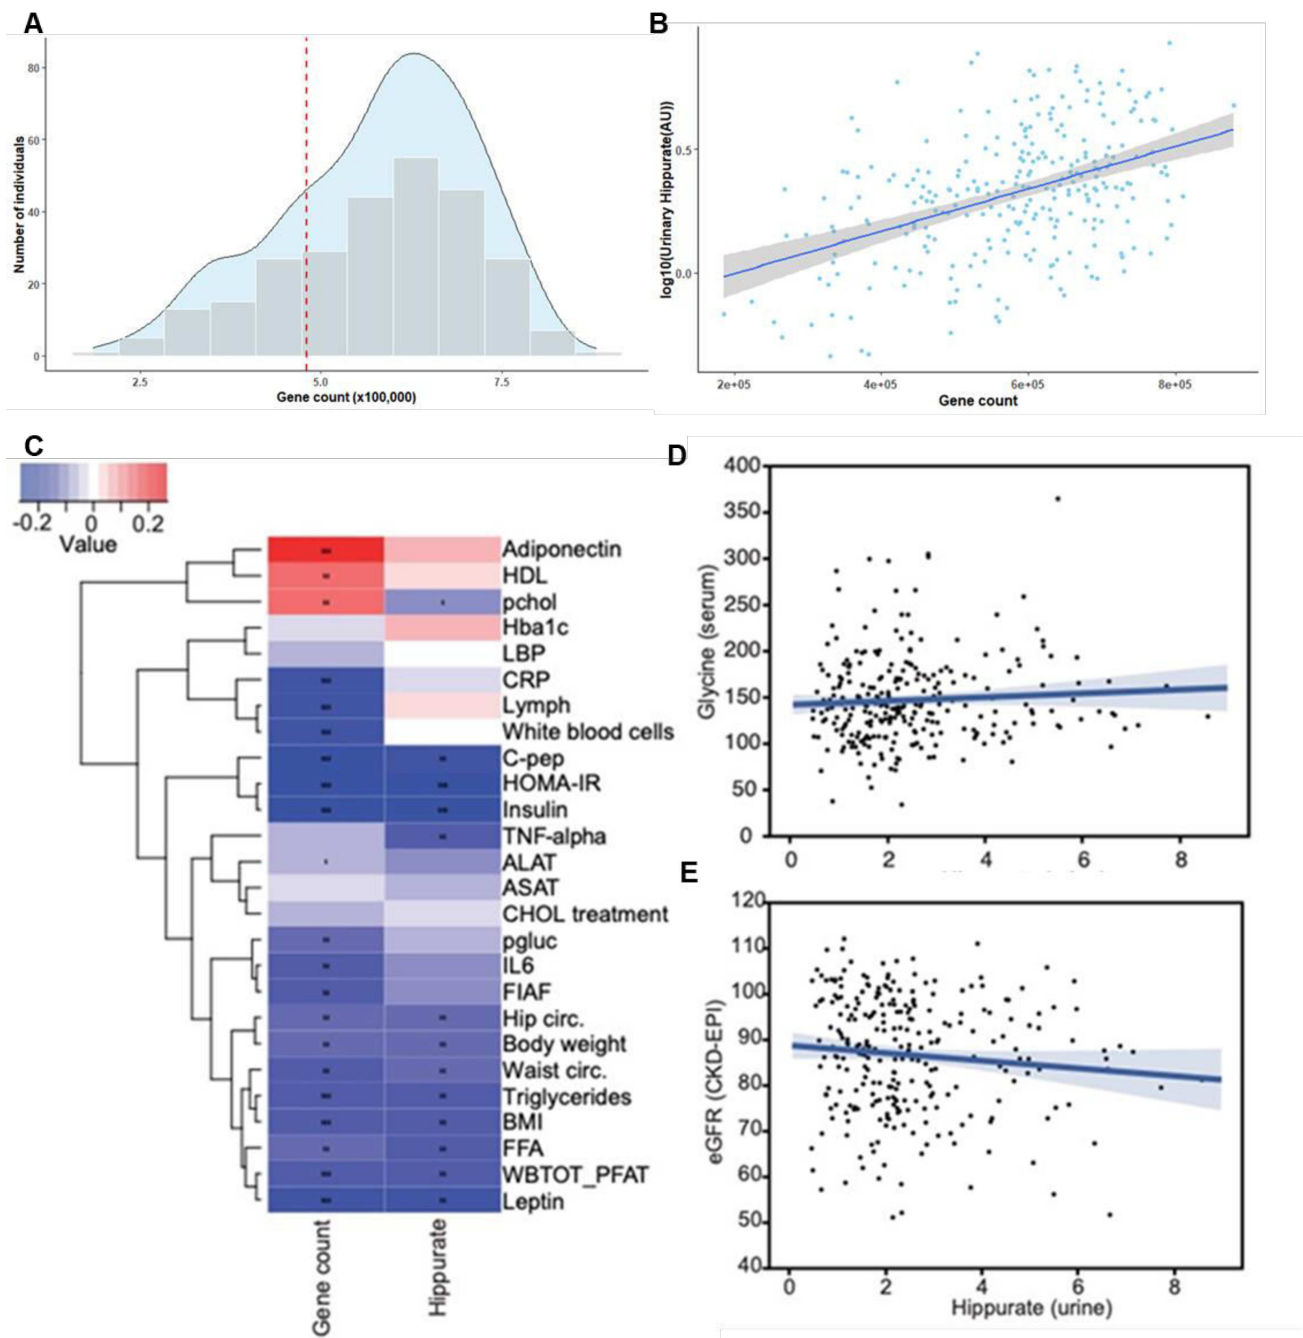 A
80
60
40
20
0
Number of individuals
2.5 5.0 7.5
Gene count (x100,000)
B
log10(Urinary Hippurate(AU))
0.5
0.0
2e+05 4e+05 6e+05 8e+05
Gene count
C
-0.2 0 0.2
Value
Adiponectin
HDL
pchol
Hba1c
LBP
CRP
Lymph
White blood cells
C-pep
HOMA-IR
Insulin
TNF-alpha
ALAT
ASAT
CHOL treatment
pgluc
IL6
FIAF
Hip circ.
Body weight
Waist circ.
Triglycerides
BMI
FFA
WBTOT_PFAT
Leptin
Gene count
Hippurate
D
400
350
300
250
200
150
100
50
0
Glycine (serum)
0 2 4 6 8
E
120
110
100
90
80
70
60
50
40
eGFR (CKD-EPI)
0 2 4 6 8
Hippurate (urine)